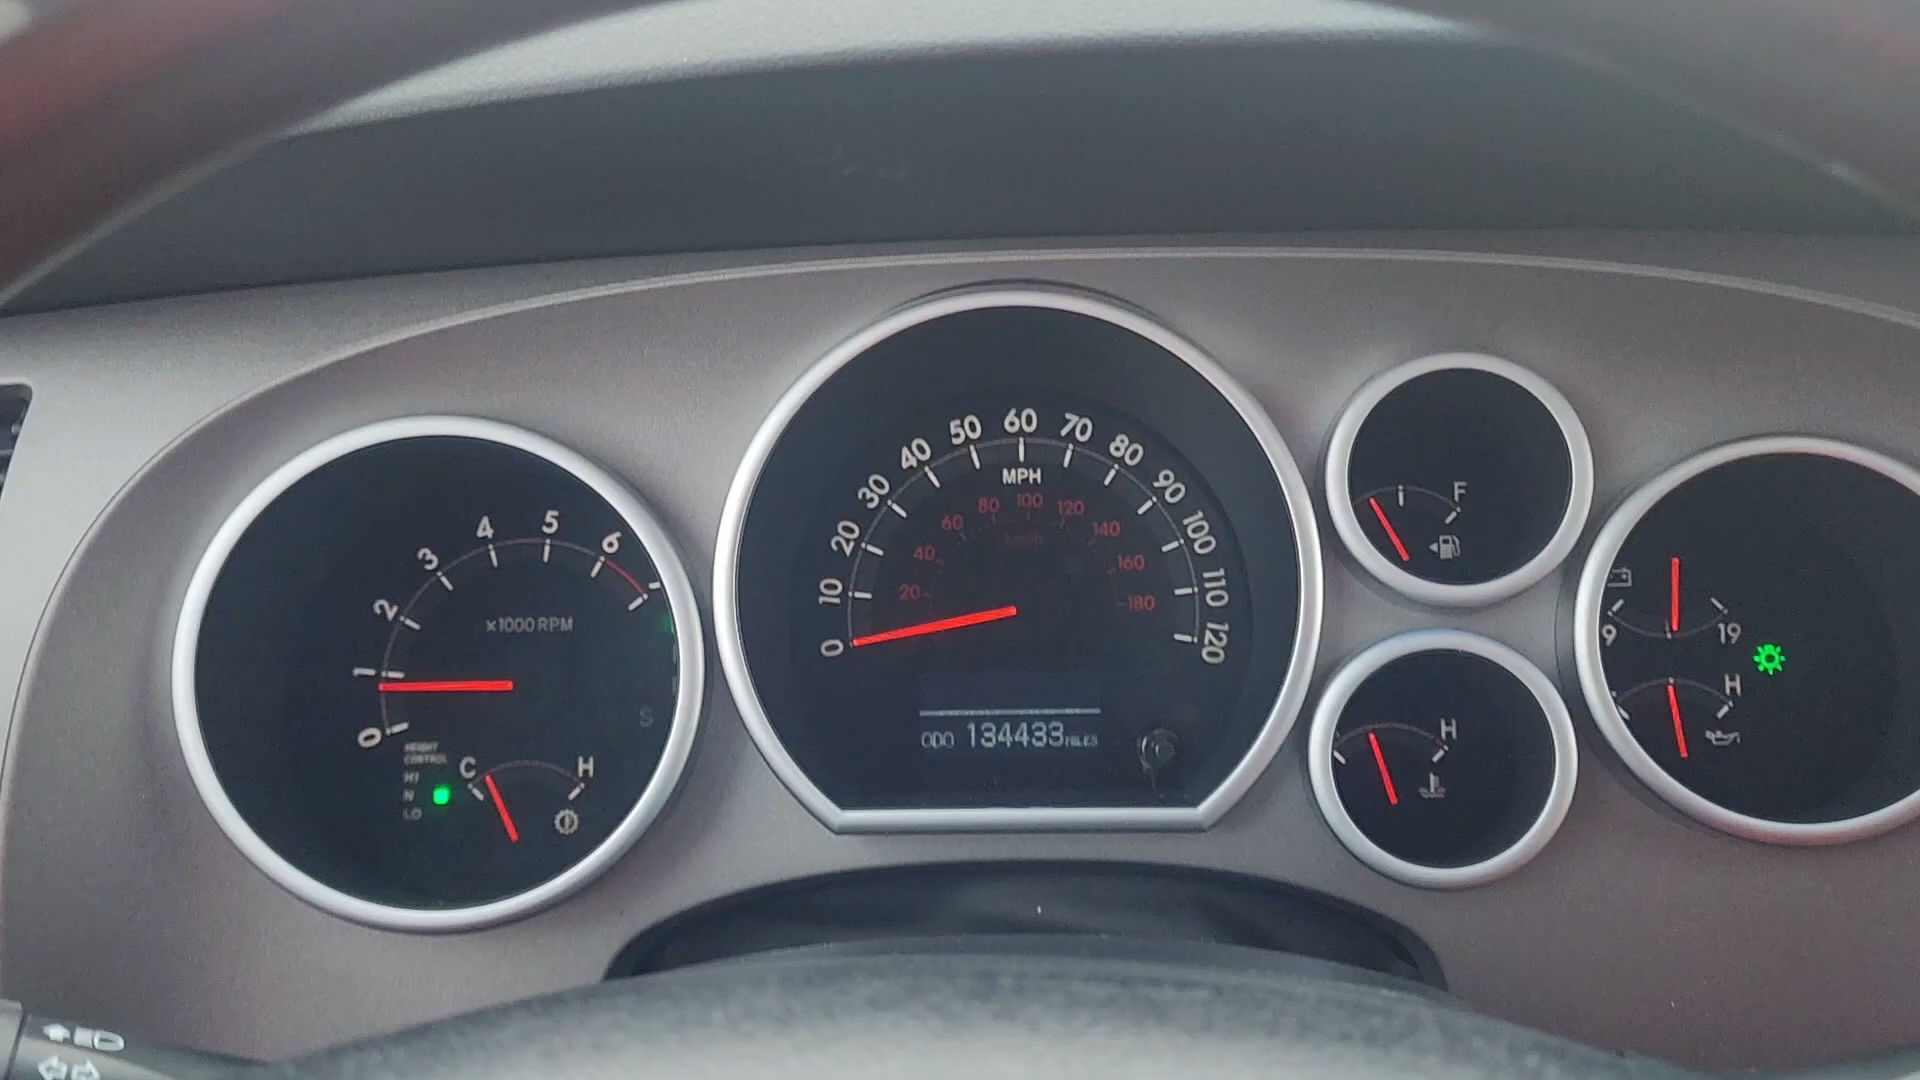 0 1 2 3 4 5 6
×1000 RPM
HEIGHT
CONTROL
HI
N
LO
C H
S
0 10 20 30 40 50 60 70 80 90 100 110 120
MPH
20 40 60 80 100 120 140 160 180
km/h
ODO 134433 MILES
F
H
9 19
H